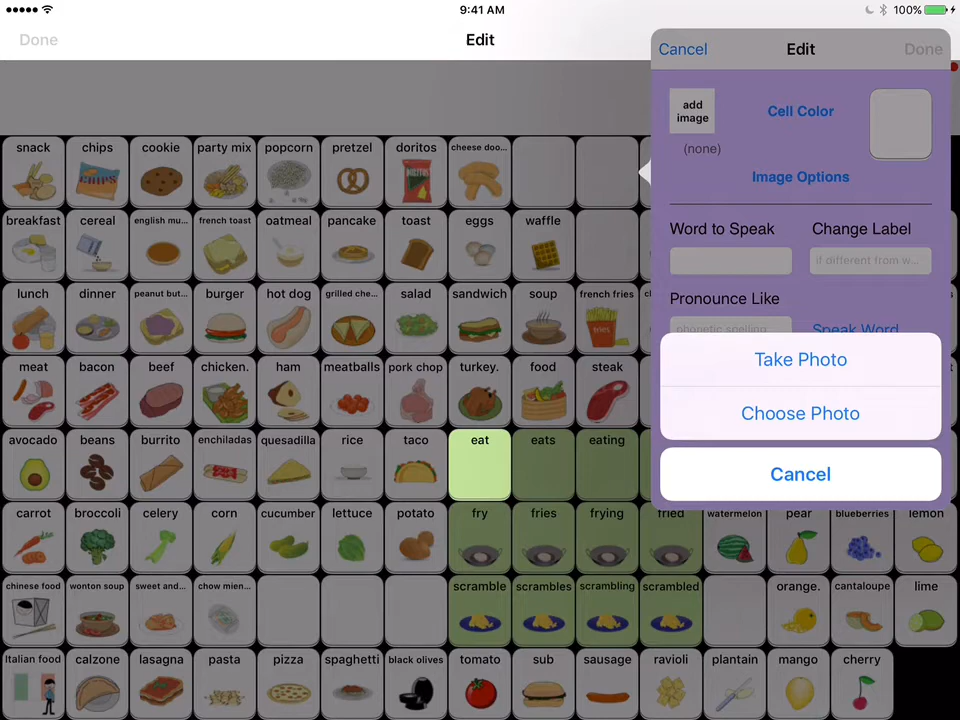 9:41 AM
100%
Done
Edit
Cancel
Edit
Done
add
image
(none)
Cell Color
Image Options
Word to Speak
Change Label
if different from w...
Pronounce Like
phonetic spelling
Speak Word
Take Photo
Choose Photo
Cancel
snack chips cookie party mix popcorn pretzel doritos cheese doo...
breakfast cereal english mu... french toast oatmeal pancake toast eggs waffle
lunch dinner peanut but... burger hot dog grilled che... salad sandwich soup french fries
meat bacon beef chicken. ham meatballs pork chop turkey. food steak
avocado beans burrito enchiladas quesadilla rice taco eat eats eating
carrot broccoli celery corn cucumber lettuce potato fry fries frying fried watermelon pear blueberries lemon
chinese food wonton soup sweet and... chow mien... scramble scrambles scrambling scrambled orange. cantaloupe lime
Italian food calzone lasagna pasta pizza spaghetti black olives tomato sub sausage ravioli plantain mango cherry